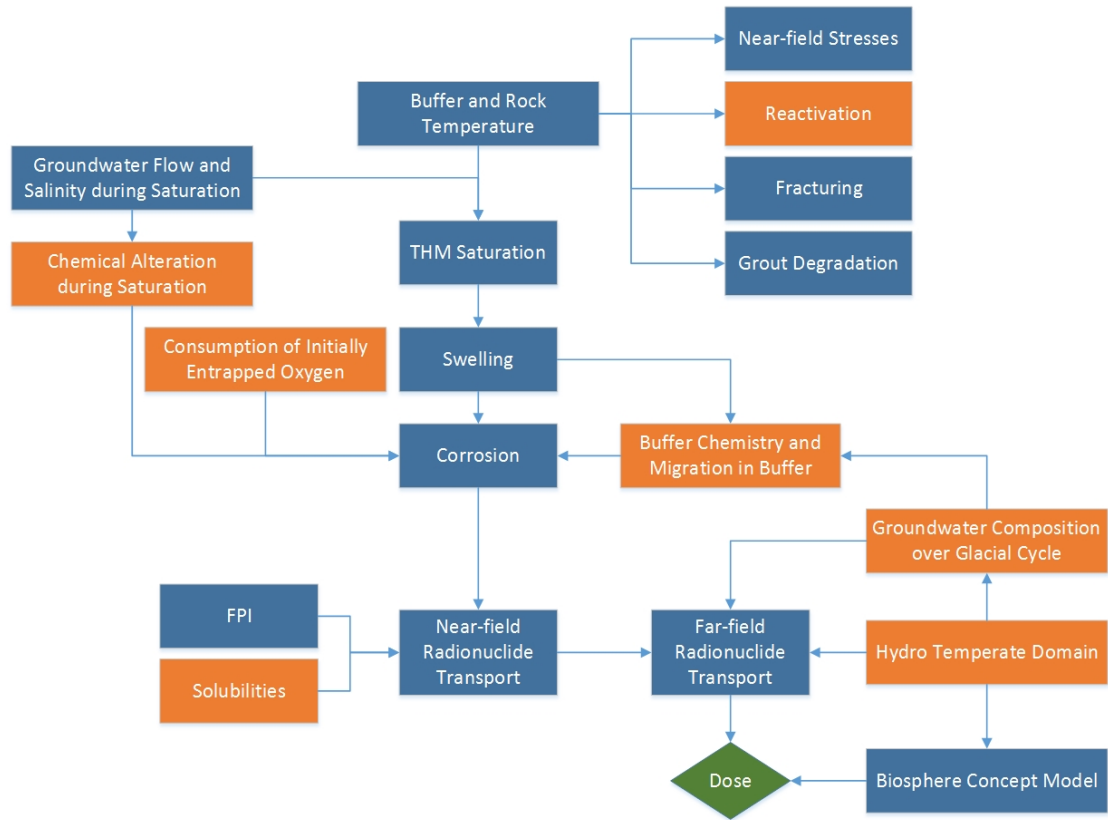 Near-field Stresses
Buffer and Rock
Temperature
Reactivation
Groundwater Flow and
Salinity during Saturation
Fracturing
THM Saturation
Grout Degradation
Chemical Alteration
during Saturation
Consumption of Initially
Entrapped Oxygen
Swelling
Corrosion
Buffer Chemistry and
Migration in Buffer
Groundwater Composition
over Glacial Cycle
FPI
Solubilities
Near-field
Radionuclide
Transport
Far-field
Radionuclide
Transport
Hydro Temperate Domain
Dose
Biosphere Concept Model